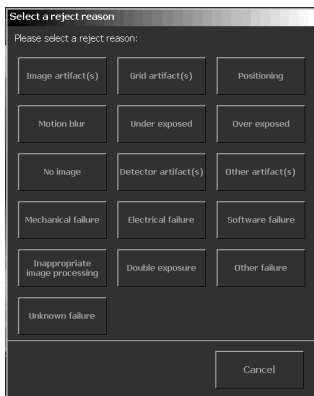 Select a reject reason
Please select a reject reason:
Image artifact(s)
Grid artifact(s)
Positioning
Motion blur
Under exposed
Over exposed
No image
Detector artifact(s)
Other artifact(s)
Mechanical failure
Electrical failure
Software failure
Inappropriate
image processing
Double exposure
Other failure
Unknown failure
Cancel